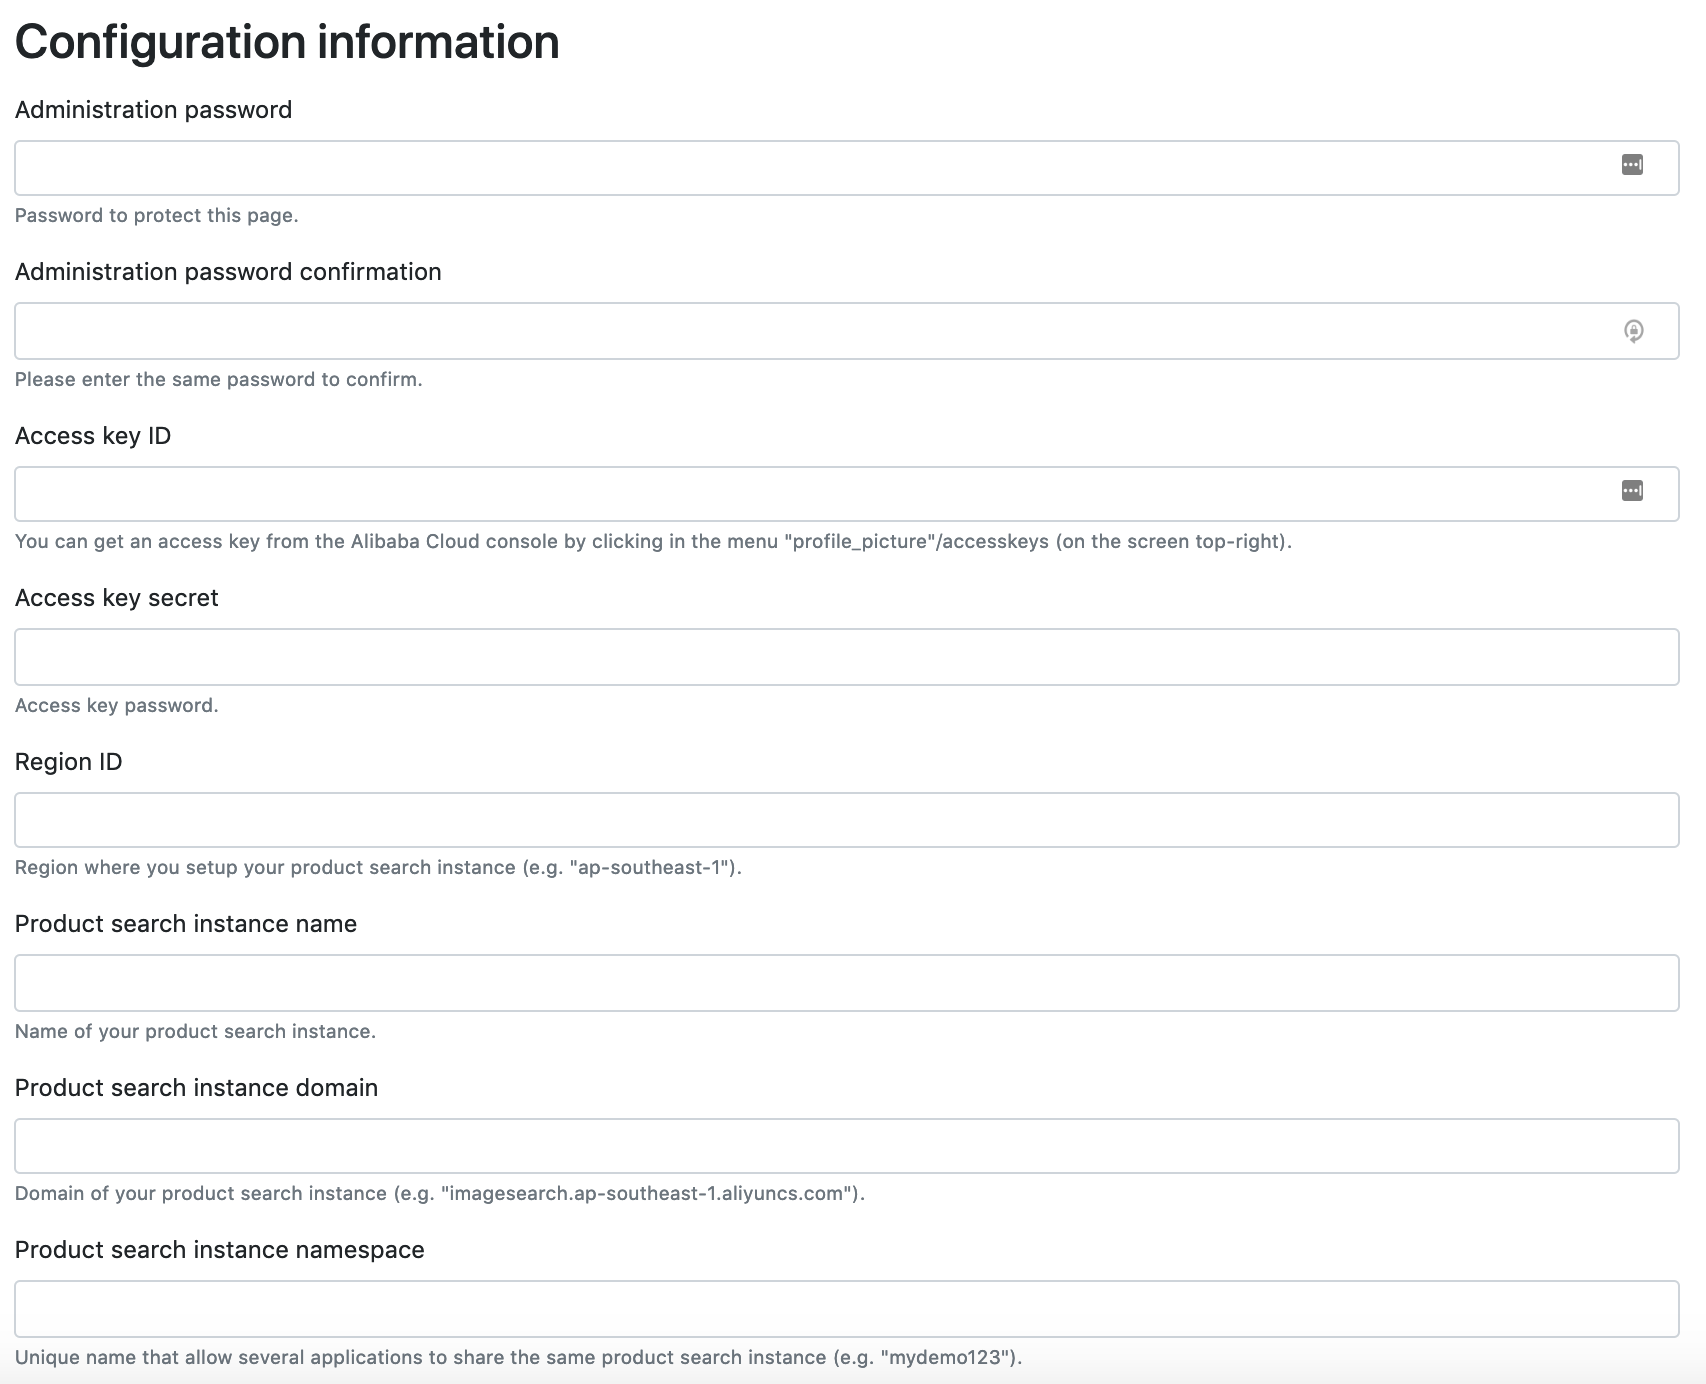 Configuration information
Administration password
Password to protect this page.
Administration password confirmation
Please enter the same password to confirm.
Access key ID
You can get an access key from the Alibaba Cloud console by clicking in the menu "profile_picture"/accesskeys (on the screen top-right).
Access key secret
Access key password.
Region ID
Region where you setup your product search instance (e.g. "ap-southeast-1").
Product search instance name
Name of your product search instance.
Product search instance domain
Domain of your product search instance (e.g. "imagesearch.ap-southeast-1.aliyuncs.com").
Product search instance namespace
Unique name that allow several applications to share the same product search instance (e.g. "mydemo123").